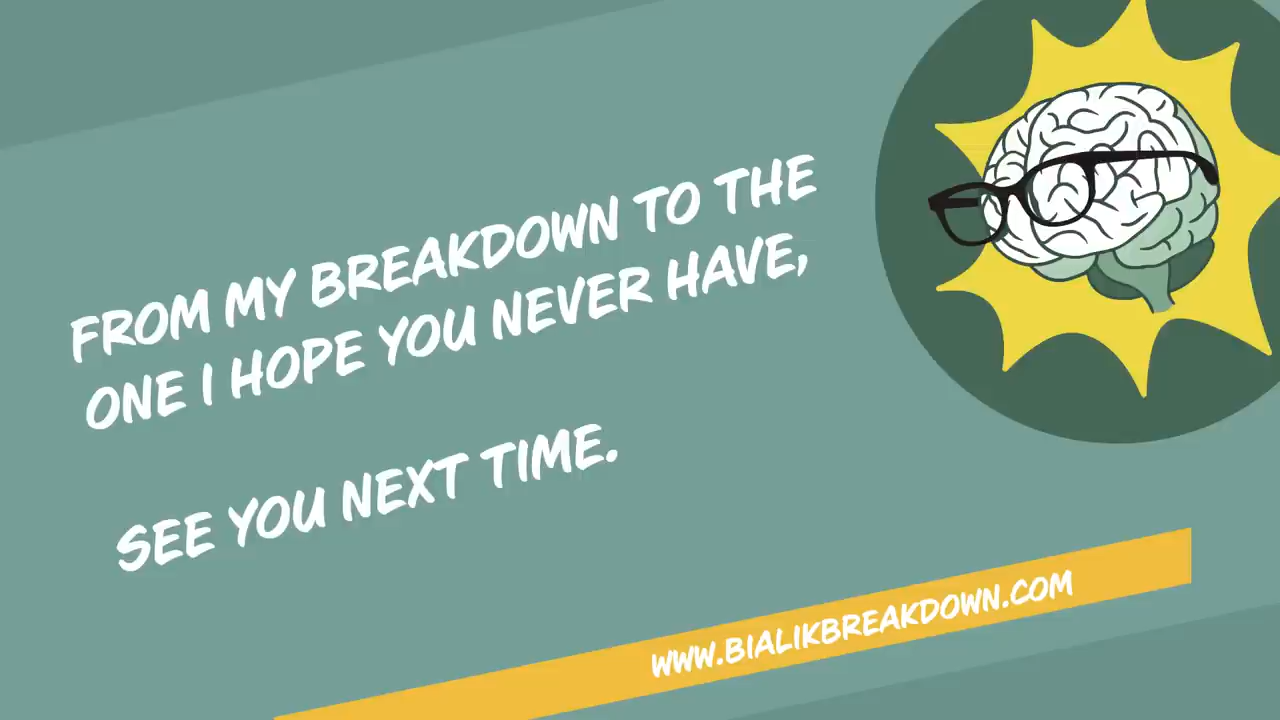 FROM MY BREAKDOWN TO THE
ONE I HOPE YOU NEVER HAVE,
SEE YOU NEXT TIME.
WWW.BIALIKBREAKDOWN.COM